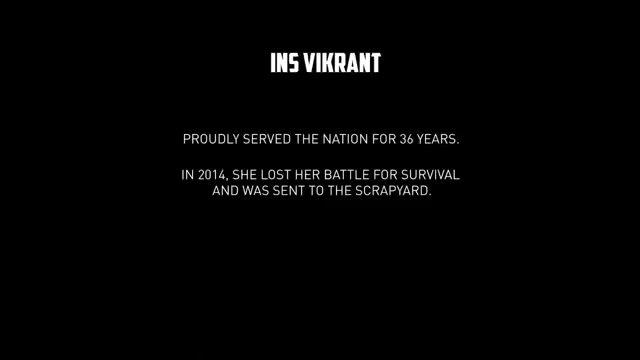 INS VIKRANT
PROUDLY SERVED THE NATION FOR 36 YEARS.
IN 2014, SHE LOST HER BATTLE FOR SURVIVAL
AND WAS SENT TO THE SCRAPYARD.